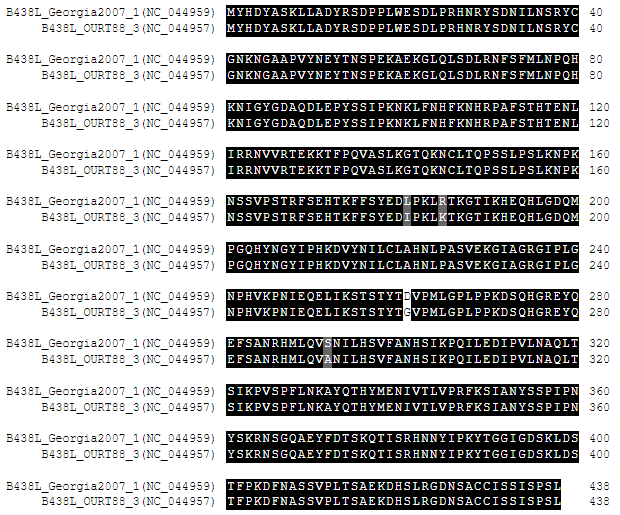 B438L_Georgia2007_1(NC_044959) MYHDYASKLLADYRSDPPLWESDLPRHNRYSDNILNSRYC 40
B438L_OURT88_3(NC_044957) MYHDYASKLLADYRSDPPLWESDLPRHNRYSDNILNSRYC 40
B438L_Georgia2007_1(NC_044959) GNKNGAAPVYNEYTNSPEKAEKGLQLSDLRNFSFMLNPQH 80
B438L_OURT88_3(NC_044957) GNKNGAAPVYNEYTNSPEKAEKGLQLSDLRNFSFMLNPQH 80
B438L_Georgia2007_1(NC_044959) KNIGYGDAQDLEPYSSIPKNKLFNHFKNHRPAFSTHTENL 120
B438L_OURT88_3(NC_044957) KNIGYGDAQDLEPYSSIPKNKLFNHFKNHRPAFSTHTENL 120
B438L_Georgia2007_1(NC_044959) IRRNVVRTEKKTFPQVASLKGTQKNCLTQPSSLPSLKNPK 160
B438L_OURT88_3(NC_044957) IRRNVVRTEKKTFPQVASLKGTQKNCLTQPSSLPSLKNPK 160
B438L_Georgia2007_1(NC_044959) NSSVPSTRFSEHTKFFSYEDLPKLRTKGTIKHEQHLGDQM 200
B438L_OURT88_3(NC_044957) NSSVPSTRFSEHTKFFSYEDIPKLKTKGTIKHEQHLGDQM 200
B438L_Georgia2007_1(NC_044959) PGQHYNGYIPHKDVYNILCLAHNLPASVEKGIAGRGIPLG 240
B438L_OURT88_3(NC_044957) PGQHYNGYIPHKDVYNILCLAHNLPASVEKGIAGRGIPLG 240
B438L_Georgia2007_1(NC_044959) NPHVKPNIEQELIKSTSTYTDVPMLGPLPPKDSQHGREYQ 280
B438L_OURT88_3(NC_044957) NPHVKPNIEQELIKSTSTYTGVPMLGPLPPKDSQHGREYQ 280
B438L_Georgia2007_1(NC_044959) EFSANRHMLQVSNILHSVFANHSIKPQILEDIPVLNAQLT 320
B438L_OURT88_3(NC_044957) EFSANRHMLQVANILHSVFANHSIKPQILEDIPVLNAQLT 320
B438L_Georgia2007_1(NC_044959) SIKPVSPFLNKAYQTHYMENIVTLVPRFKSIANYSSPIPN 360
B438L_OURT88_3(NC_044957) SIKPVSPFLNKAYQTHYMENIVTLVPRFKSIANYSSPIPN 360
B438L_Georgia2007_1(NC_044959) YSKRNSGQAEYFDTSKQTISRHNNYIPKYTGGIGDSKLDS 400
B438L_OURT88_3(NC_044957) YSKRNSGQAEYFDTSKQTISRHNNYIPKYTGGIGDSKLDS 400
B438L_Georgia2007_1(NC_044959) TFPKDFNASSVPLTSAEKDHSLRGDNSACCISSISPSL 438
B438L_OURT88_3(NC_044957) TFPKDFNASSVPLTSAEKDHSLRGDNSACCISSISPSL 438